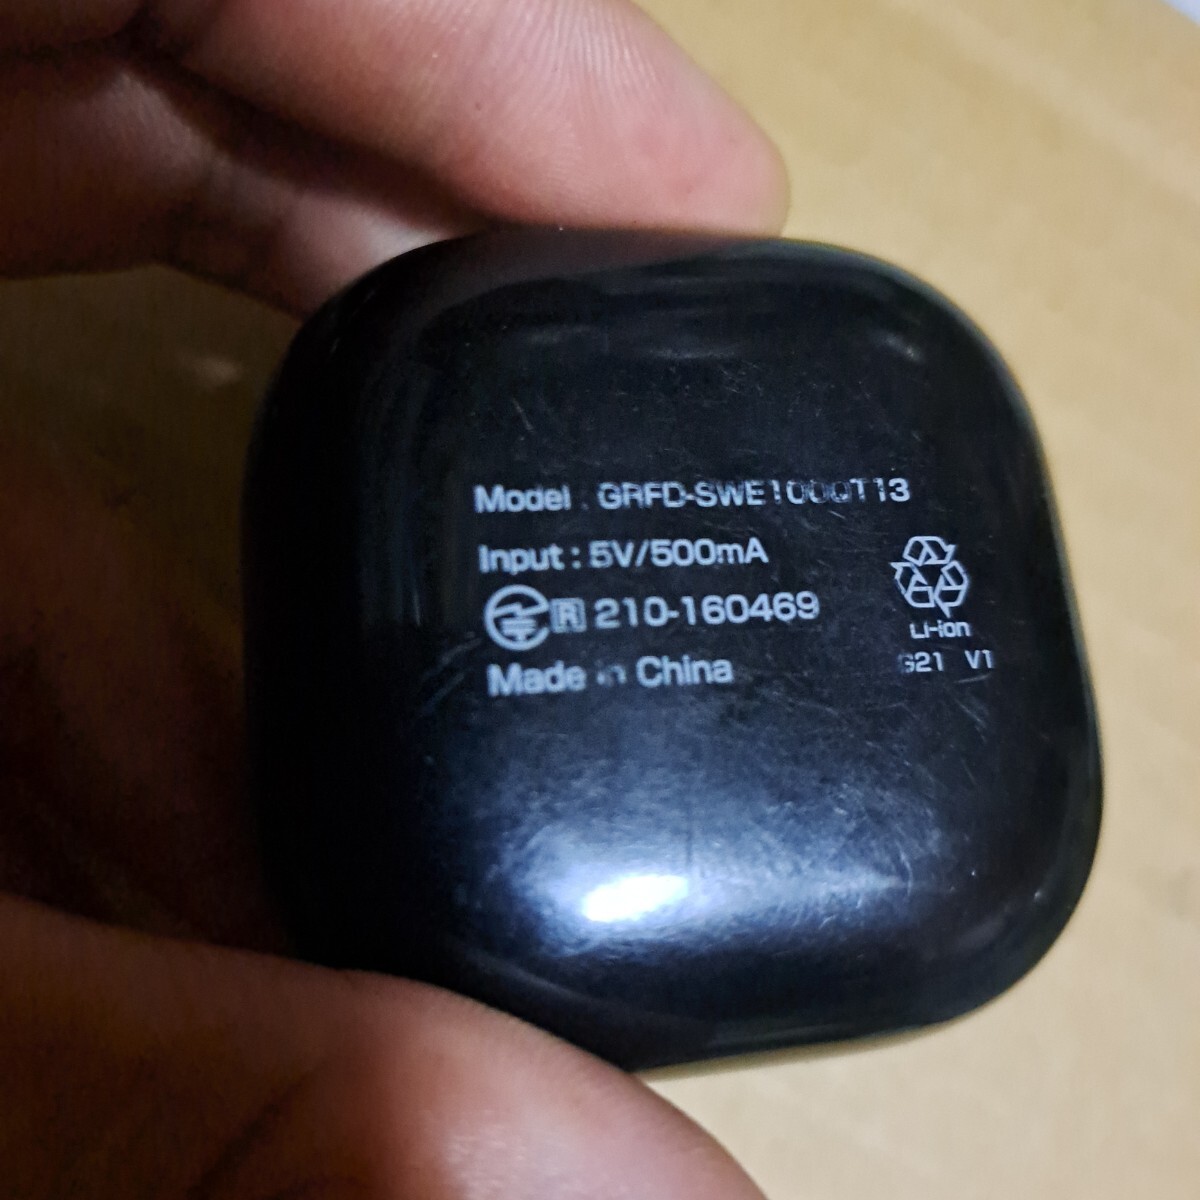 Model : GRFD-SWE1000T13
Input : 5V/500mA
R 210-160469
Made in China
Li-ion
G21 V1